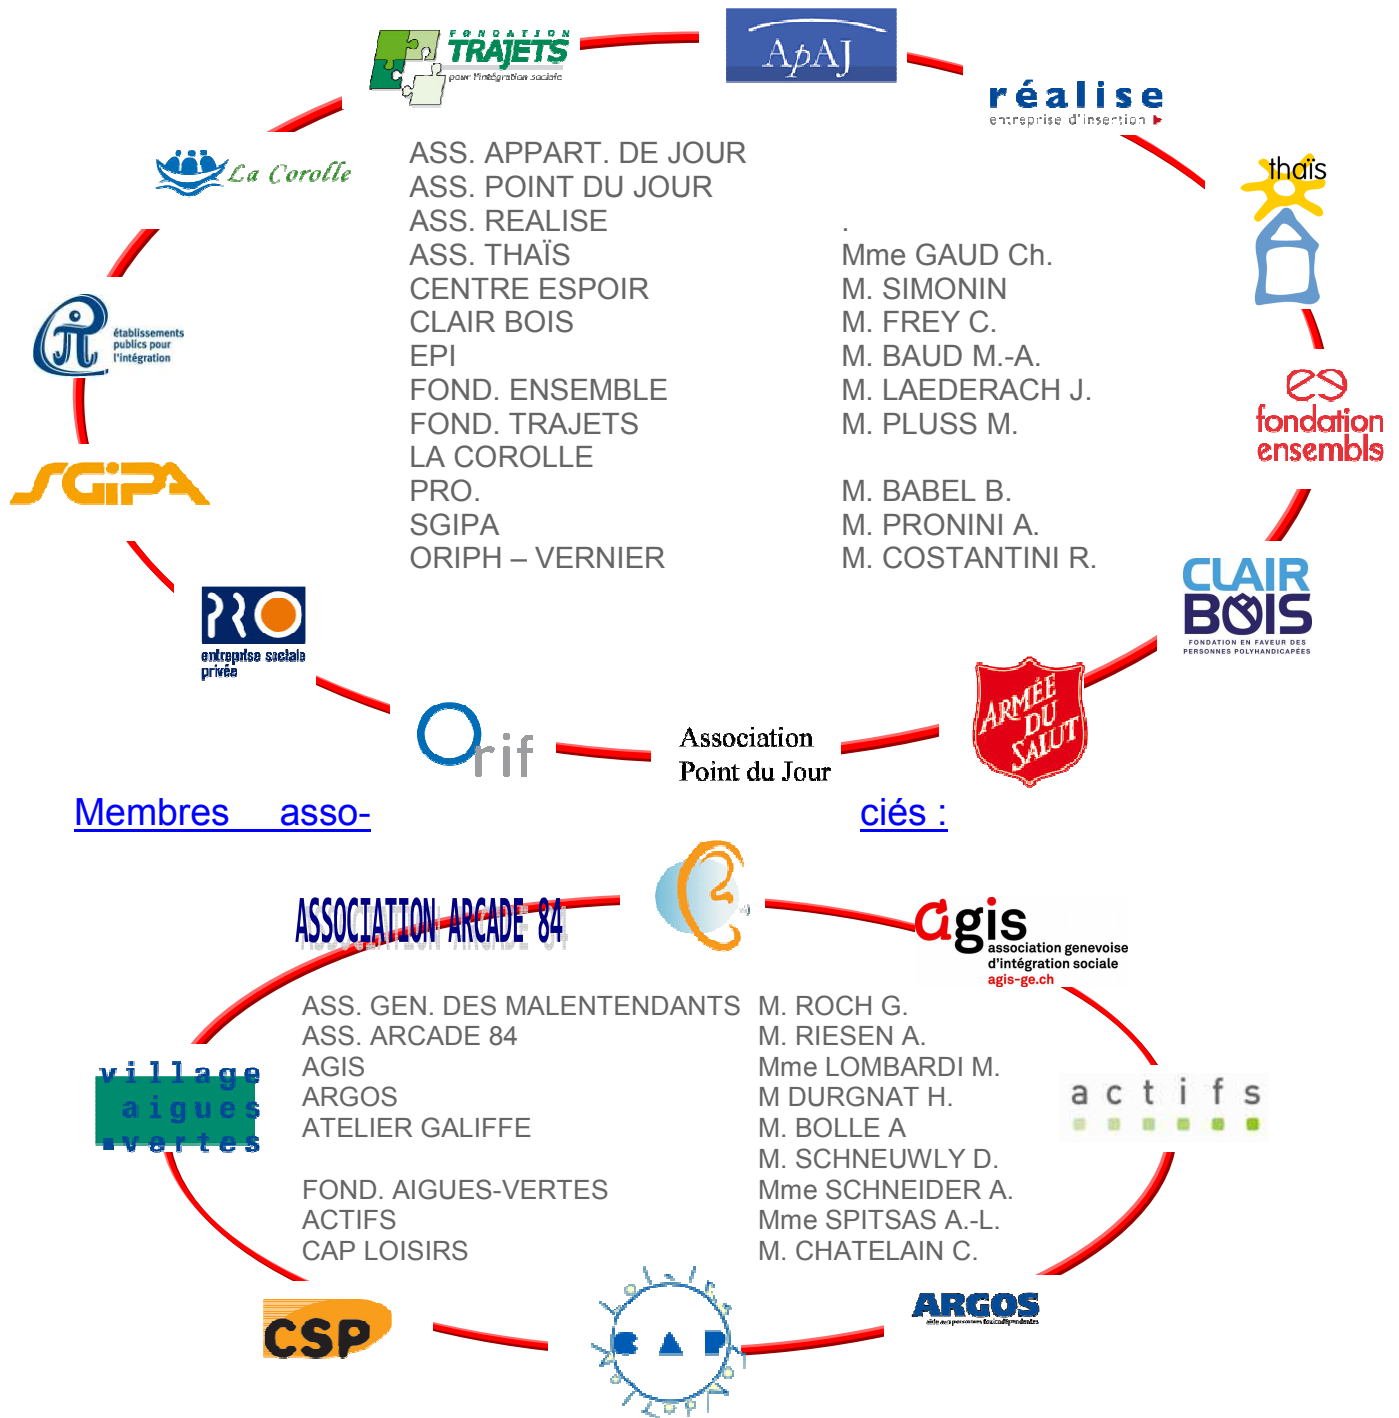 FONDATION
TRAJETS
pour l'intégration sociale
ApAJ
réalise
entreprise d'insertion
La Corolle
thaïs
ASS. APPART. DE JOUR
ASS. POINT DU JOUR
ASS. REALISE .
ASS. THAÏS Mme GAUD Ch.
CENTRE ESPOIR M. SIMONIN
CLAIR BOIS M. FREY C.
EPI M. BAUD M.-A.
FOND. ENSEMBLE M. LAEDERACH J.
FOND. TRAJETS M. PLUSS M.
LA COROLLE
PRO. M. BABEL B.
SGIPA M. PRONINI A.
ORIPH – VERNIER M. COSTANTINI R.
établissements
publics pour
l'intégration
fondation
ensemble
SGIPA
CLAIR
BOIS
FONDATION EN FAVEUR DES
PERSONNES POLYHANDICAPÉES
PRO
entreprise sociale
privée
ARMÉE
DU
SALUT
Orif
Association
Point du Jour
Membres asso- ciés :
ASSOCIATION ARCADE 84
agis
association genevoise
d'intégration sociale
agis-ge.ch
ASS. GEN. DES MALENTENDANTS M. ROCH G.
ASS. ARCADE 84 M. RIESEN A.
AGIS Mme LOMBARDI M.
ARGOS M DURGNAT H.
ATELIER GALIFFE M. BOLLE A
M. SCHNEUWLY D.
FOND. AIGUES-VERTES Mme SCHNEIDER A.
ACTIFS Mme SPITSAS A.-L.
CAP LOISIRS M. CHATELAIN C.
village
aigues
vertes
actifs
CSP
CAP
ARGOS
aide aux personnes toxicodépendantes